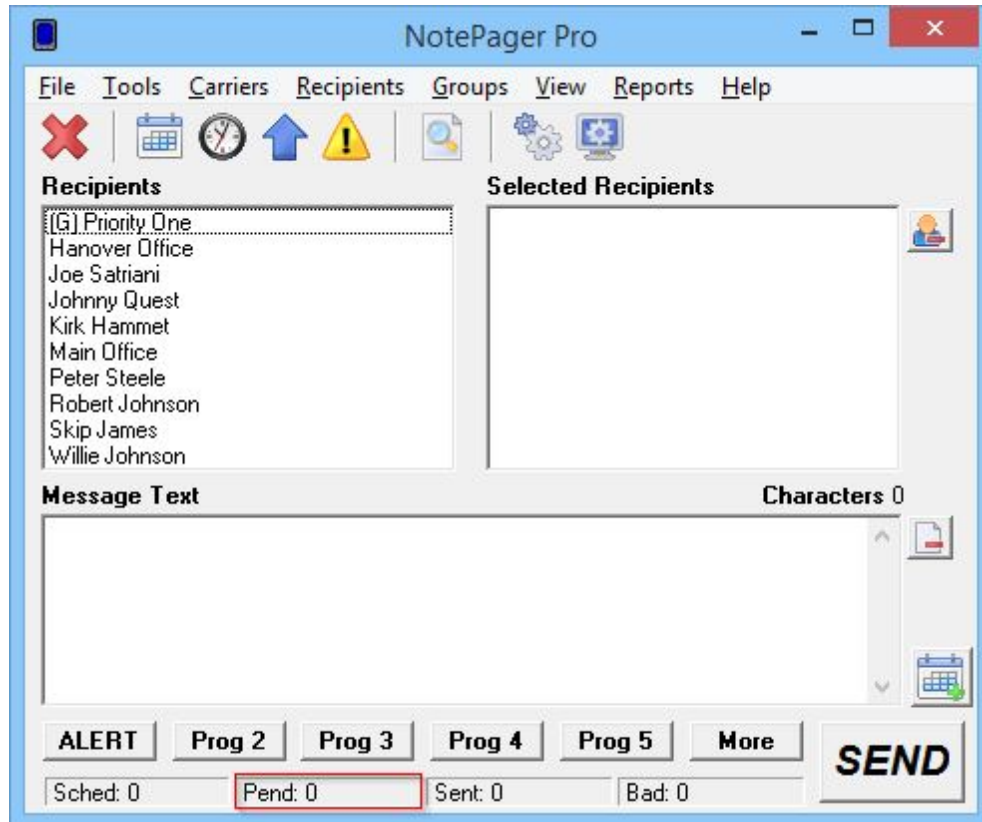 NotePager Pro
File Tools Carriers Recipients Groups View Reports Help
Recipients
(G) Priority One
Hanover Office
Joe Satriani
Johnny Quest
Kirk Hammet
Main Office
Peter Steele
Robert Johnson
Skip James
Willie Johnson
Selected Recipients
Message Text
Characters 0
ALERT Prog 2 Prog 3 Prog 4 Prog 5 More
SEND
Sched: 0 Pend: 0 Sent: 0 Bad: 0